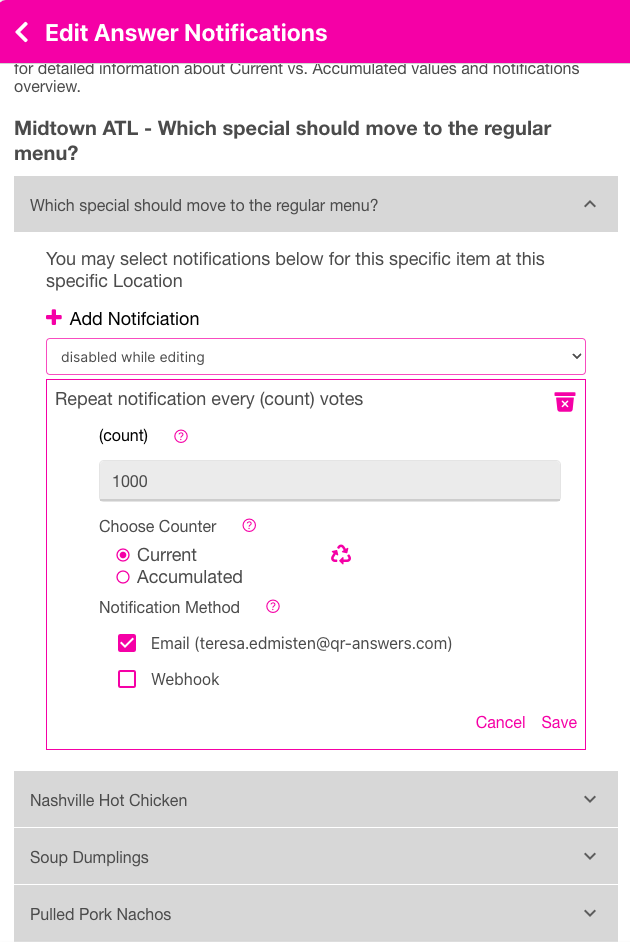 Edit Answer Notifications
for detailed information about Current vs. Accumulated values and notifications
overview.
Midtown ATL - Which special should move to the regular
menu?
Which special should move to the regular menu?
You may select notifications below for this specific item at this
specific Location
Add Notifciation
disabled while editing
Repeat notification every (count) votes
(count)
1000
Choose Counter
Current
Accumulated
Notification Method
Email (teresa.edmisten@qr-answers.com)
Webhook
Cancel Save
Nashville Hot Chicken
Soup Dumplings
Pulled Pork Nachos